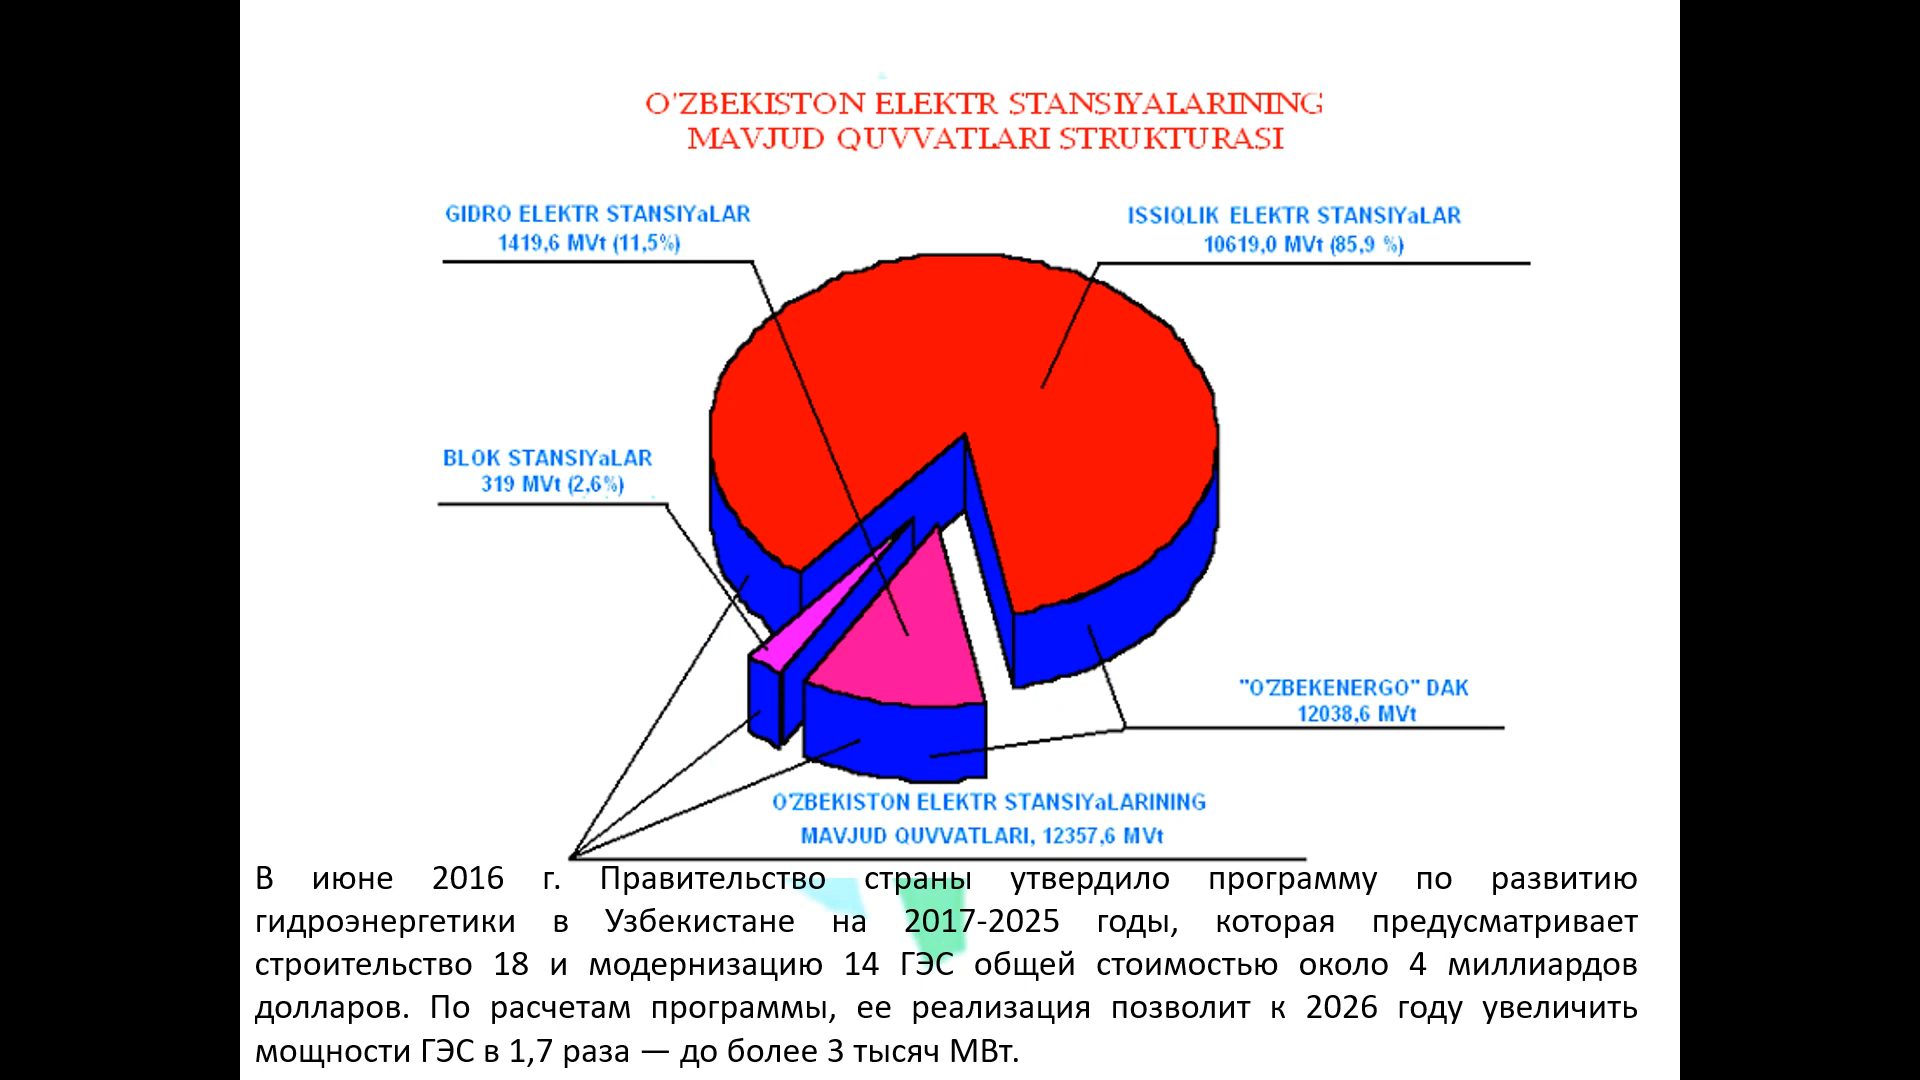 O'ZBEKISTON ELEKTR STANSIYALARINING
MAVJUD QUVVATLARI STRUKTURASI
GIDRO ELEKTR STANSIYaLAR
1419,6 MVt (11,5%)
ISSIQLIK ELEKTR STANSIYaLAR
10619,0 MVt (85,9 %)
BLOK STANSIYaLAR
319 MVt (2,6%)
"O'ZBEKENERGO" DAK
12038,6 MVt
O'ZBEKISTON ELEKTR STANSIYaLARINING
MAVJUD QUVVATLARI, 12357,6 MVt
В июне 2016 г. Правительство страны утвердило программу по развитию
гидроэнергетики в Узбекистане на 2017-2025 годы, которая предусматривает
строительство 18 и модернизацию 14 ГЭС общей стоимостью около 4 миллиардов
долларов. По расчетам программы, ее реализация позволит к 2026 году увеличить
мощности ГЭС в 1,7 раза — до более 3 тысяч МВт.